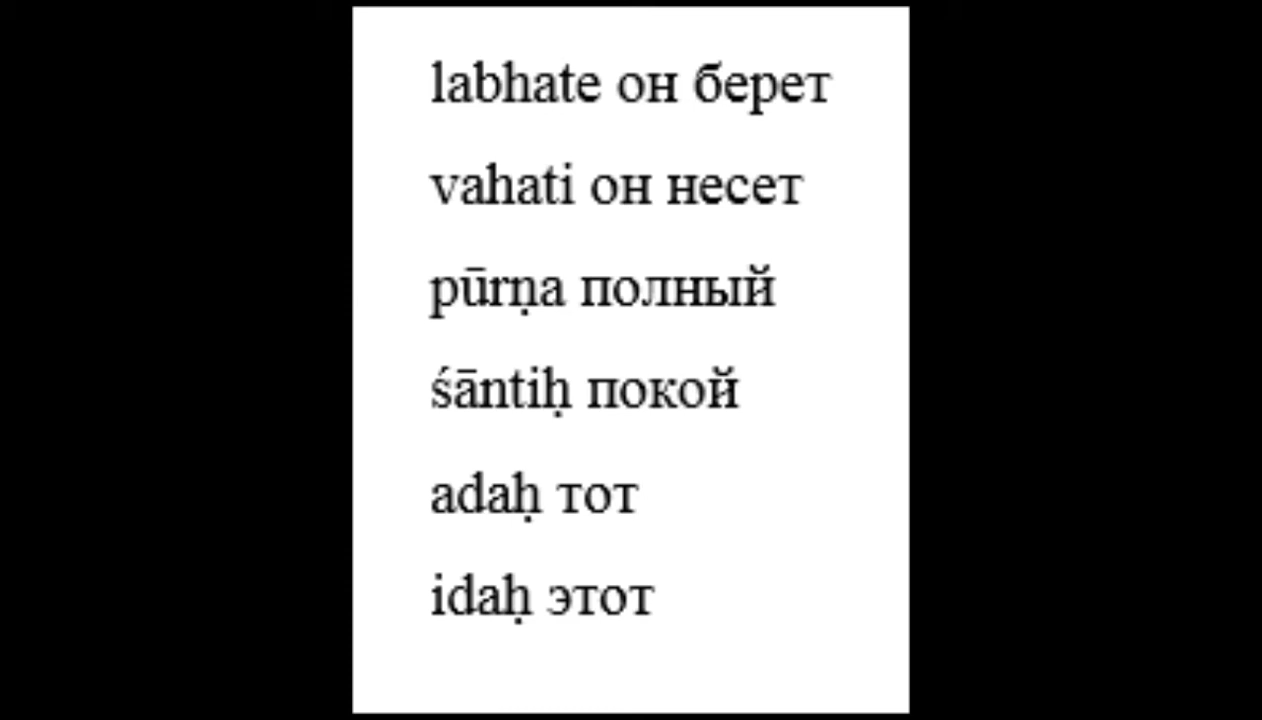 labhate он берет
vahati он несет
pūrṇa полный
śāntiḥ покой
adaḥ тот
idaḥ этот